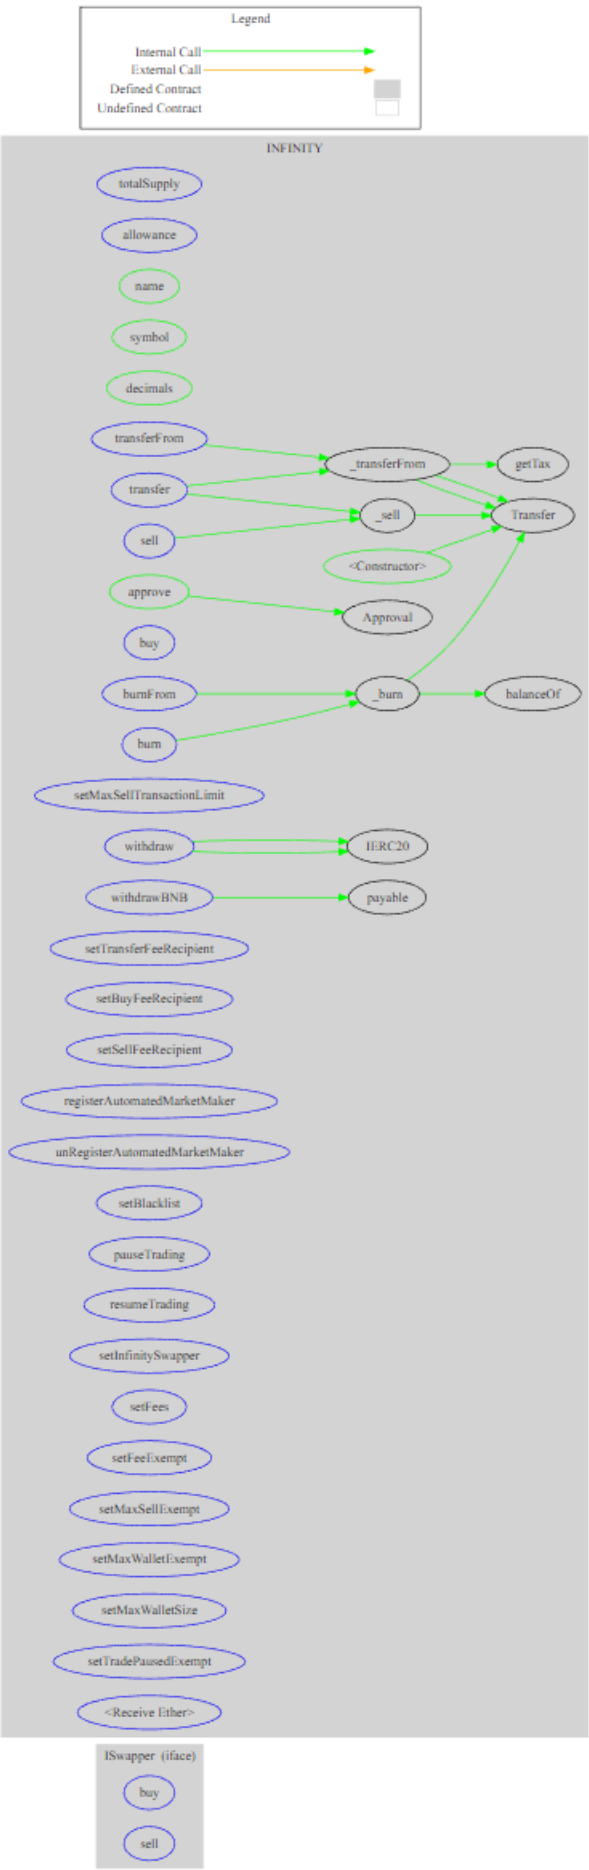 Legend
Internal Call
External Call
Defined Contract
Undefined Contract
INFINITY
totalSupply
allowance
name
symbol
decimals
transferFrom
_transferFrom
getTax
transfer
_sell
Transfer
sell
<Constructor>
approve
Approval
buy
burnFrom
_burn
balanceOf
burn
setMaxSellTransactionLimit
withdraw
IERC20
withdrawBNB
payable
setTransferFeeRecipient
setBuyFeeRecipient
setSellFeeRecipient
registerAutomatedMarketMaker
unRegisterAutomatedMarketMaker
setBlacklist
pauseTrading
resumeTrading
setInfinitySwapper
setFees
setFeeExempt
setMaxSellExempt
setMaxWalletExempt
setMaxWalletSize
setTradePausedExempt
<Receive Ether>
ISwapper (iface)
buy
sell